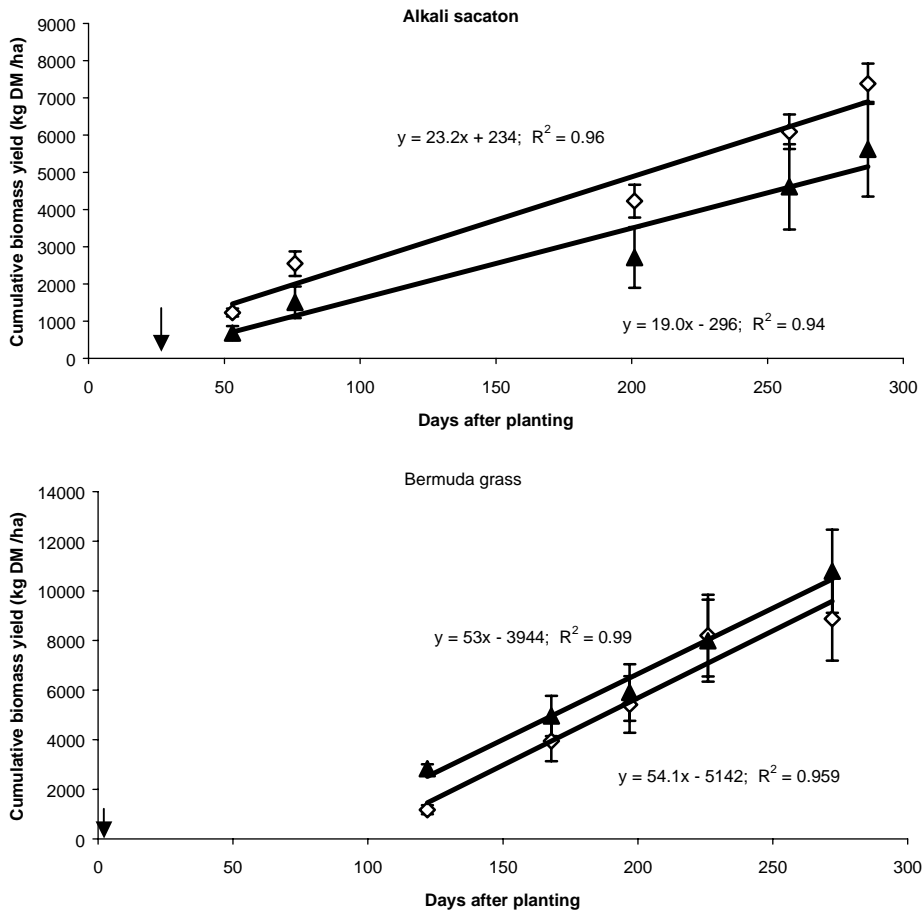 Alkali sacaton
9000
8000
7000
6000
5000
4000
3000
2000
1000
0
Cumulative biomass yield (kg DM /ha)
y = 23.2x + 234; R² = 0.96
y = 19.0x - 296; R² = 0.94
0 50 100 150 200 250 300
Days after planting
Bermuda grass
14000
12000
10000
8000
6000
4000
2000
0
Cumulative biomass yield (kg DM /ha)
y = 53x - 3944; R² = 0.99
y = 54.1x - 5142; R² = 0.959
0 50 100 150 200 250 300
Days after planting